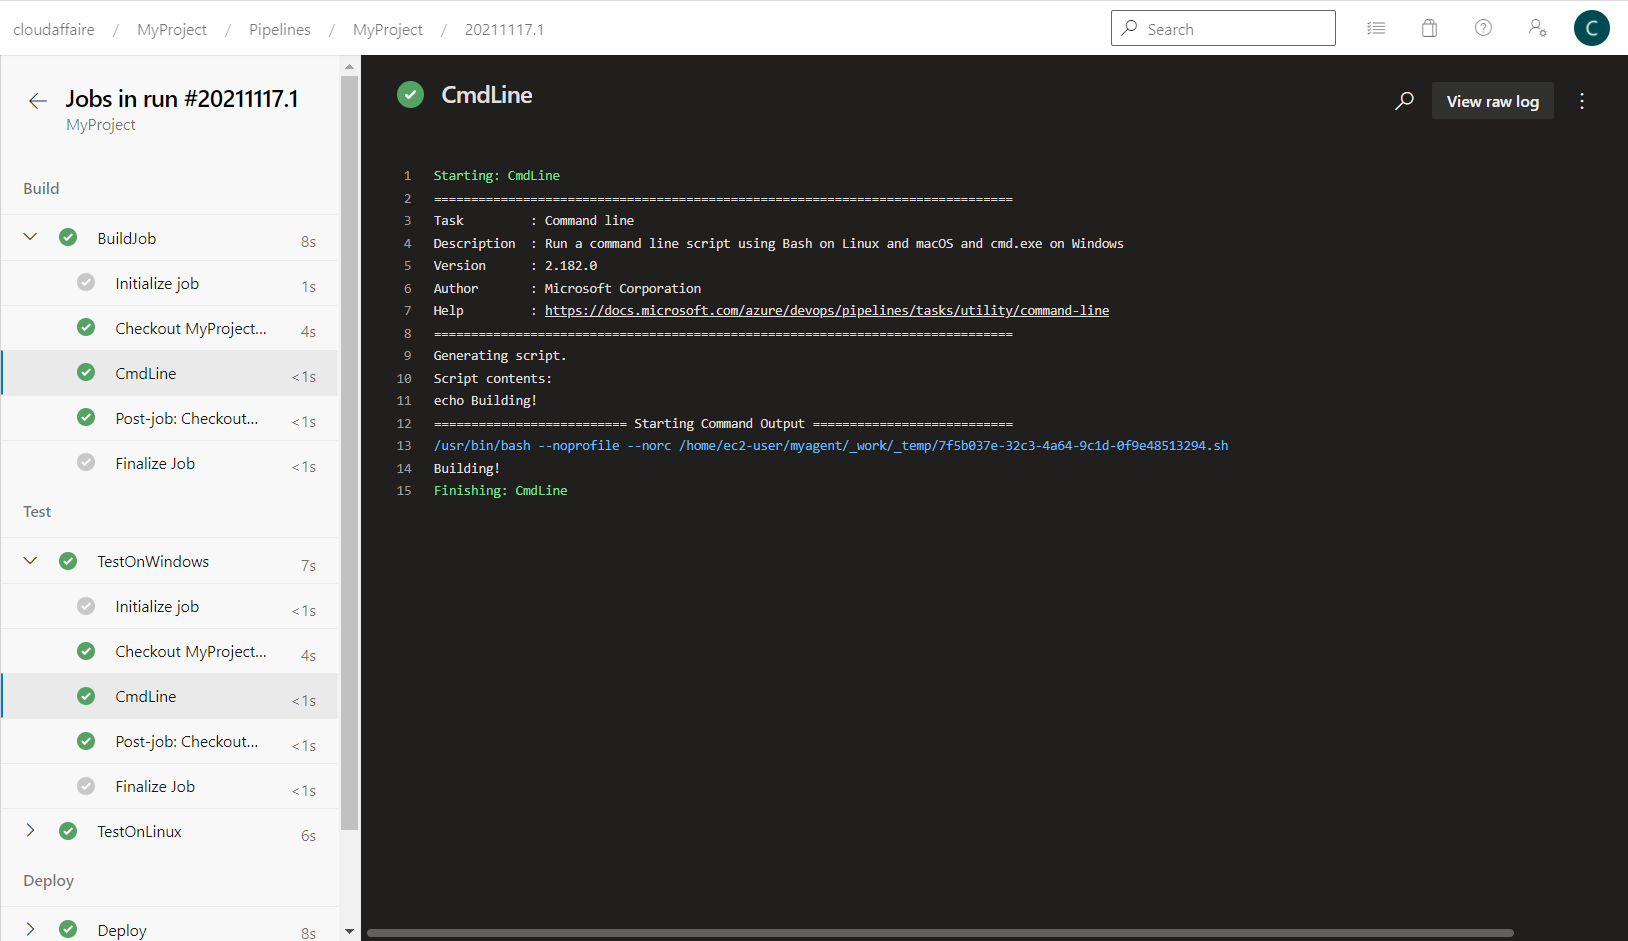 cloudaffaire / MyProject / Pipelines / MyProject / 20211117.1
Search
C
Jobs in run #20211117.1
MyProject
Build
BuildJob 8s
Initialize job 1s
Checkout MyProject... 4s
CmdLine <1s
Post-job: Checkout... <1s
Finalize Job <1s
Test
TestOnWindows 7s
Initialize job <1s
Checkout MyProject... 4s
CmdLine <1s
Post-job: Checkout... <1s
Finalize Job <1s
TestOnLinux 6s
Deploy
Deploy 8s
CmdLine
View raw log
1 Starting: CmdLine
2 ==============================================================================
3 Task : Command line
4 Description : Run a command line script using Bash on Linux and macOS and cmd.exe on Windows
5 Version : 2.182.0
6 Author : Microsoft Corporation
7 Help : https://docs.microsoft.com/azure/devops/pipelines/tasks/utility/command-line
8 ==============================================================================
9 Generating script.
10 Script contents:
11 echo Building!
12 ========================== Starting Command Output ===========================
13 /usr/bin/bash --noprofile --norc /home/ec2-user/myagent/_work/_temp/7f5b037e-32c3-4a64-9c1d-0f9e48513294.sh
14 Building!
15 Finishing: CmdLine